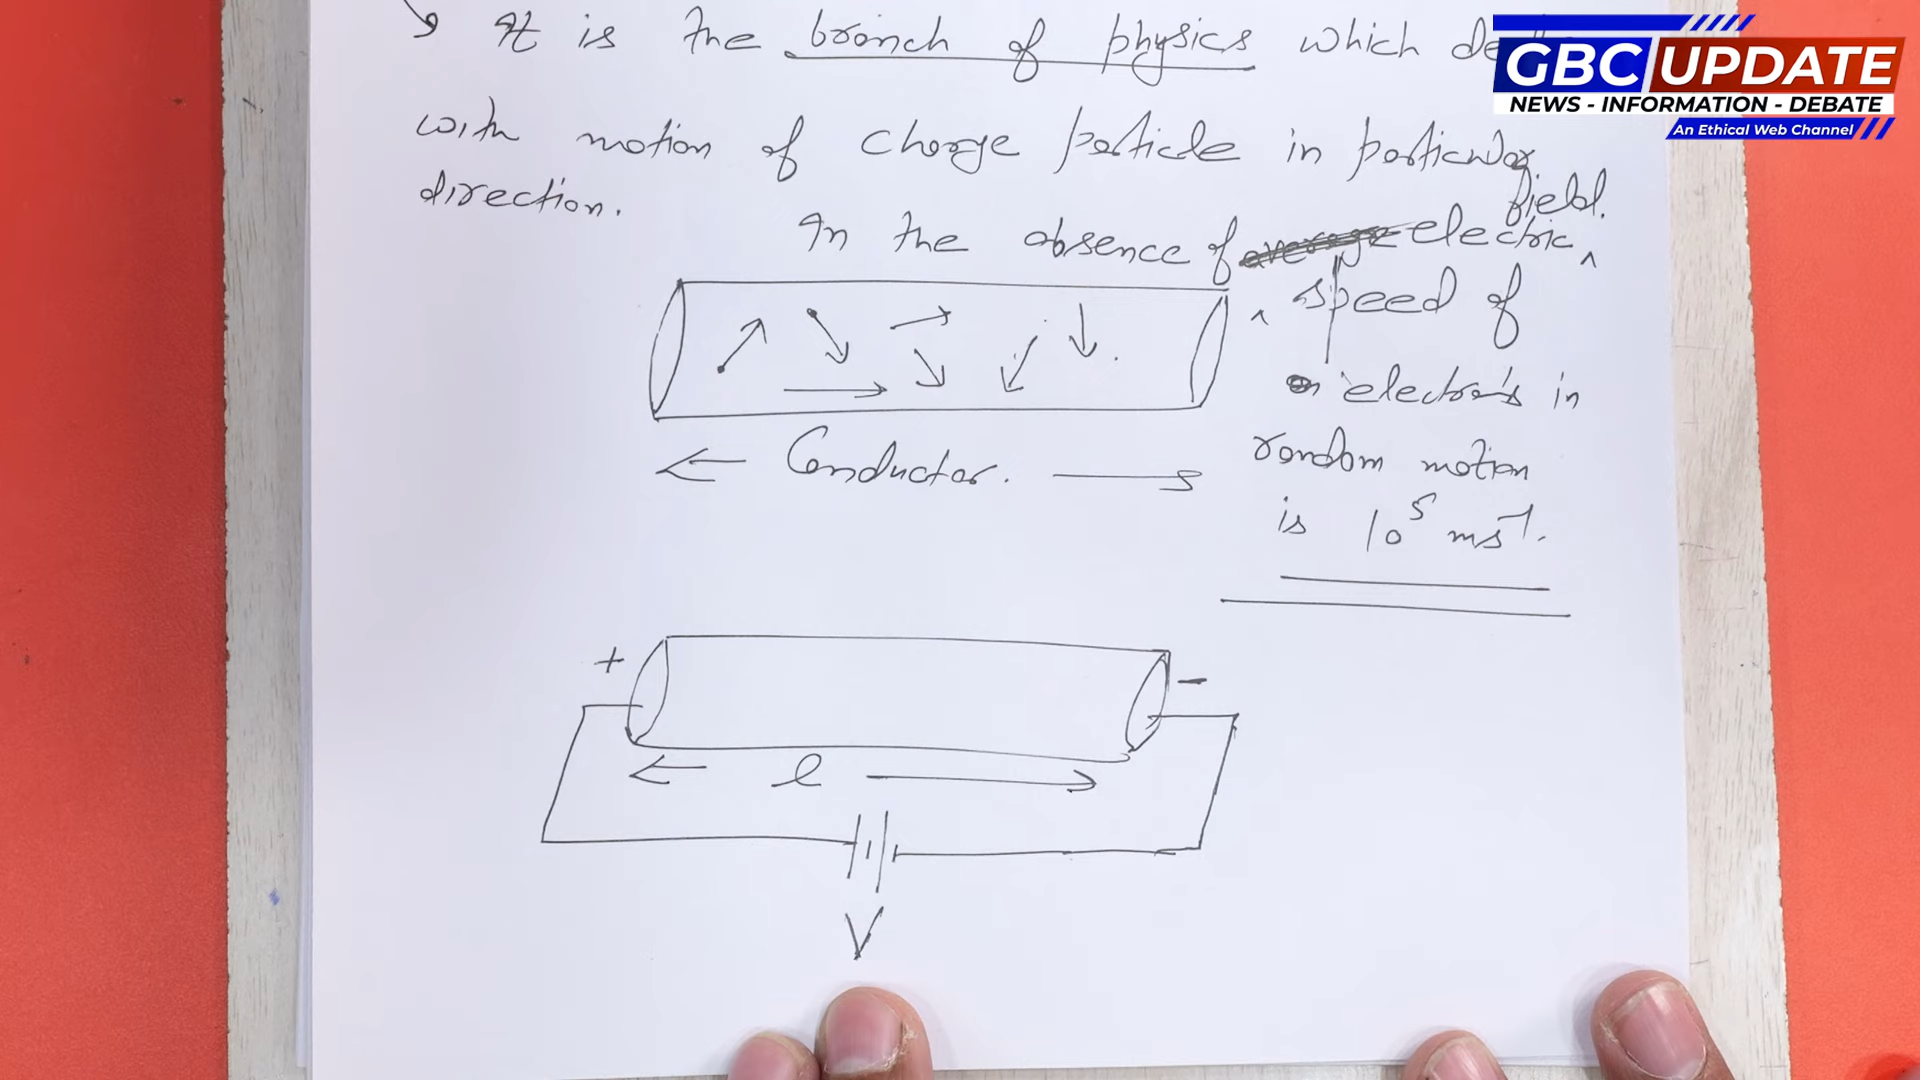 It is the branch of physics which
GBC UPDATE
NEWS - INFORMATION - DEBATE
An Ethical Web Channel
with motion of charge particle in particular
direction.
field.
In the absence of electric ^
^ speed of
electrons in
random motion
is 10⁵ ms⁻¹.
← Conductor. →
+ -
← l →
V